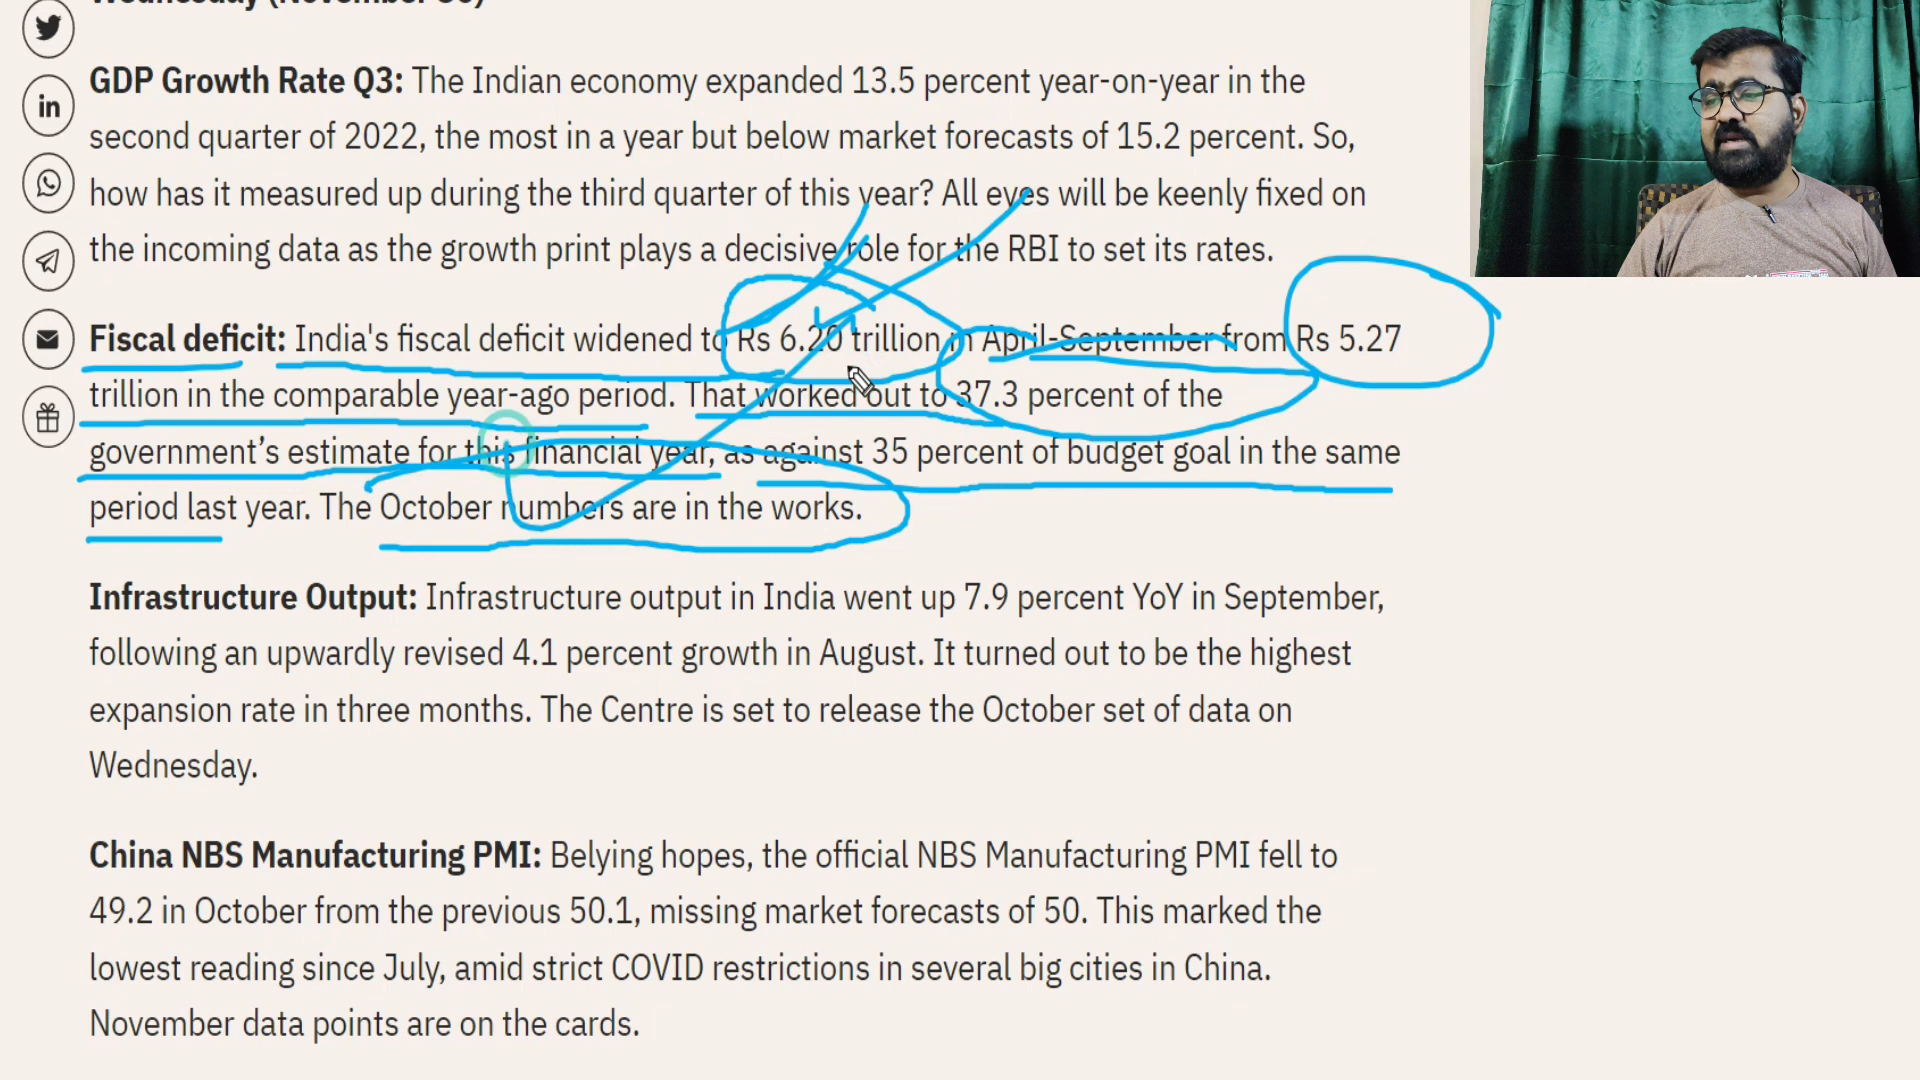 GDP Growth Rate Q3: The Indian economy expanded 13.5 percent year-on-year in the
second quarter of 2022, the most in a year but below market forecasts of 15.2 percent. So,
how has it measured up during the third quarter of this year? All eyes will be keenly fixed on
the incoming data as the growth print plays a decisive role for the RBI to set its rates.
Fiscal deficit: India's fiscal deficit widened to Rs 6.20 trillion in April-September from Rs 5.27
trillion in the comparable year-ago period. That worked out to 37.3 percent of the
government's estimate for this financial year, as against 35 percent of budget goal in the same
period last year. The October numbers are in the works.
Infrastructure Output: Infrastructure output in India went up 7.9 percent YoY in September,
following an upwardly revised 4.1 percent growth in August. It turned out to be the highest
expansion rate in three months. The Centre is set to release the October set of data on
Wednesday.
China NBS Manufacturing PMI: Belying hopes, the official NBS Manufacturing PMI fell to
49.2 in October from the previous 50.1, missing market forecasts of 50. This marked the
lowest reading since July, amid strict COVID restrictions in several big cities in China.
November data points are on the cards.